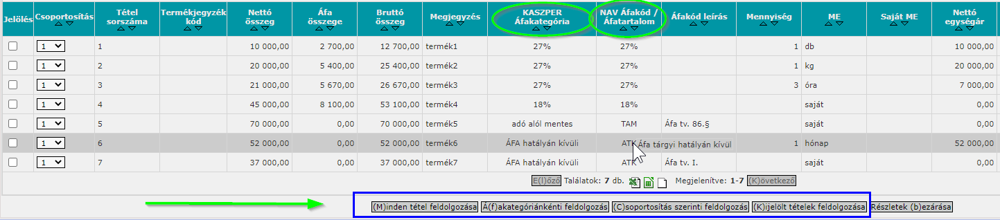 Jelölés Csoportosítás Tétel sorszáma Termékjegyzék kód Nettó összeg Áfa összege Bruttó összeg Megjegyzés KASZPER Áfakategória NAV Áfakód / Áfatartalom Áfakód leírás Mennyiség ME Saját ME Nettó egységár
1 1 10 000,00 2 700,00 12 700,00 termék1 27% 27% 1 db 10 000,00
1 2 20 000,00 5 400,00 25 400,00 termék2 27% 27% 1 kg 20 000,00
1 3 21 000,00 5 670,00 26 670,00 termék3 27% 27% 3 óra 7 000,00
1 4 45 000,00 8 100,00 53 100,00 termék4 18% 18% saját 0,00
1 5 70 000,00 0,00 70 000,00 termék5 adó alól mentes TAM Áfa tv. 86.§ saját 0,00
1 6 52 000,00 0,00 52 000,00 termék6 ÁFA hatályán kívüli ATK Áfa tárgyi hatályán kívül 1 hónap 52 000,00
1 7 37 000,00 0,00 37 000,00 termék7 ÁFA hatályán kívüli ATK Áfa tv. I. saját 0,00
E(l)őző Találatok: 7 db. Megjelenítve: 1-7 (K)övetkező
(M)inden tétel feldolgozása Á(f)akategóriánkénti feldolgozás (C)soportosítás szerinti feldolgozás (K)ijelölt tételek feldolgozása Részletek (b)ezárása